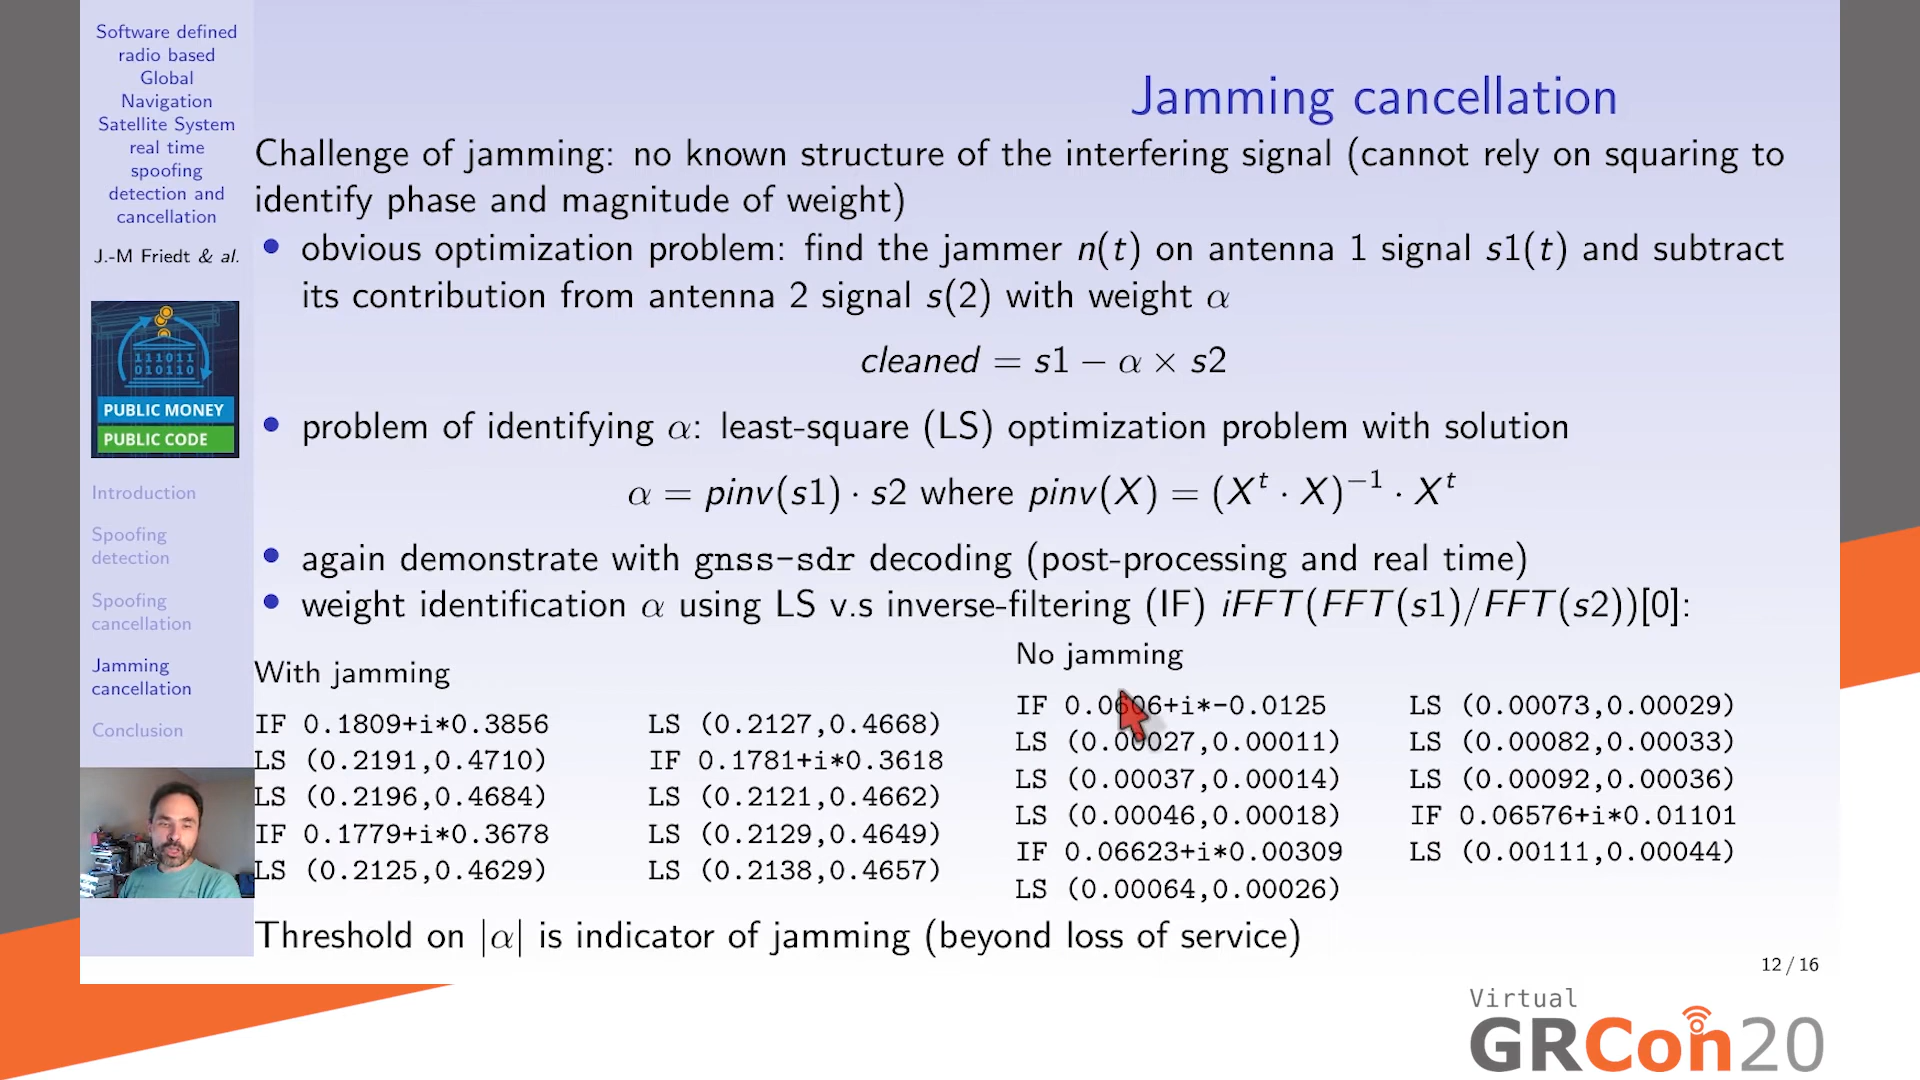 Software defined
radio based
Global
Navigation
Satellite System
real time
spoofing
detection and
cancellation
J.-M Friedt & al.
111011
010110
PUBLIC MONEY
PUBLIC CODE
Introduction
Spoofing
detection
Spoofing
cancellation
Jamming
cancellation
Conclusion
Jamming cancellation
Challenge of jamming: no known structure of the interfering signal (cannot rely on squaring to
identify phase and magnitude of weight)
• obvious optimization problem: find the jammer n(t) on antenna 1 signal s1(t) and subtract
its contribution from antenna 2 signal s(2) with weight α
cleaned = s1 − α × s2
• problem of identifying α: least-square (LS) optimization problem with solution
α = pinv(s1) · s2 where pinv(X) = (Xᵗ · X)⁻¹ · Xᵗ
• again demonstrate with gnss-sdr decoding (post-processing and real time)
• weight identification α using LS v.s inverse-filtering (IF) iFFT(FFT(s1)/FFT(s2))[0]:
With jamming
IF 0.1809+i*0.3856
LS (0.2191,0.4710)
LS (0.2196,0.4684)
IF 0.1779+i*0.3678
LS (0.2125,0.4629)
LS (0.2127,0.4668)
IF 0.1781+i*0.3618
LS (0.2121,0.4662)
LS (0.2129,0.4649)
LS (0.2138,0.4657)
No jamming
IF 0.0606+i*-0.0125
LS (0.00027,0.00011)
LS (0.00037,0.00014)
LS (0.00046,0.00018)
IF 0.06623+i*0.00309
LS (0.00064,0.00026)
LS (0.00073,0.00029)
LS (0.00082,0.00033)
LS (0.00092,0.00036)
IF 0.06576+i*0.01101
LS (0.00111,0.00044)
Threshold on |α| is indicator of jamming (beyond loss of service)
12 / 16
Virtual
GRCon20